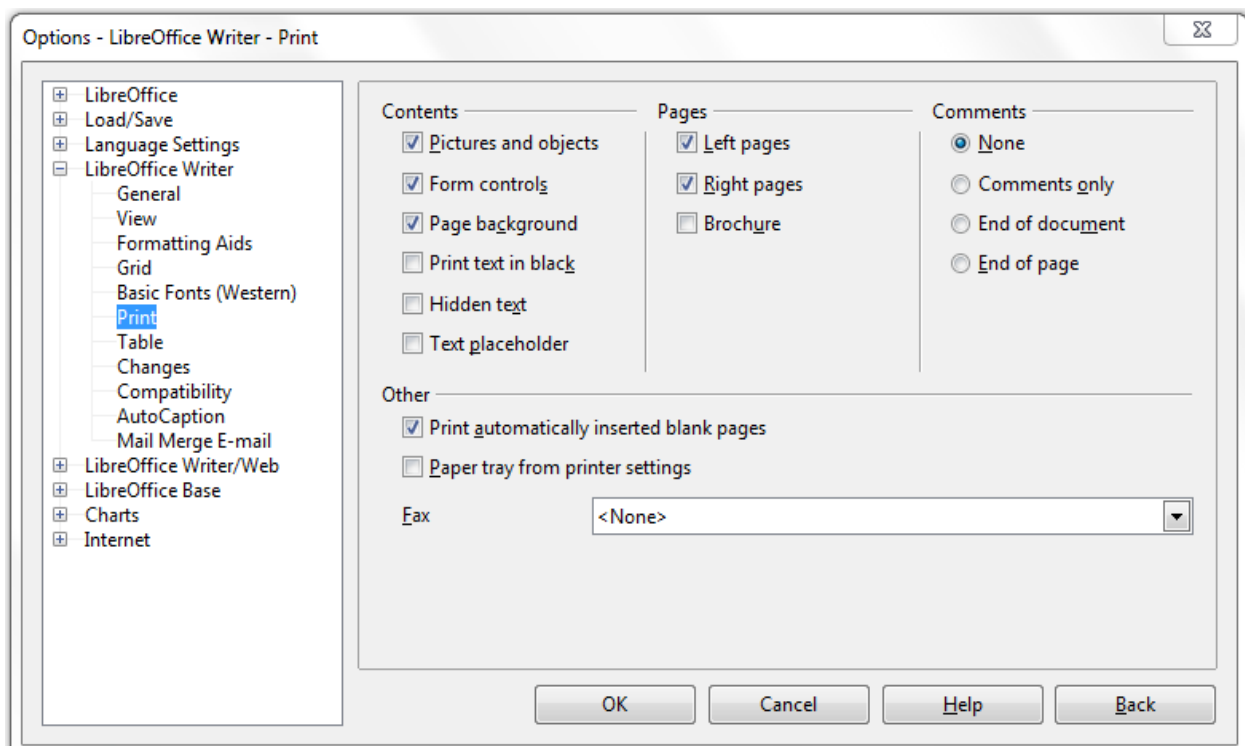 Options - LibreOffice Writer - Print
LibreOffice
Load/Save
Language Settings
LibreOffice Writer
General
View
Formatting Aids
Grid
Basic Fonts (Western)
Print
Table
Changes
Compatibility
AutoCaption
Mail Merge E-mail
LibreOffice Writer/Web
LibreOffice Base
Charts
Internet
Contents
Pictures and objects
Form controls
Page background
Print text in black
Hidden text
Text placeholder
Pages
Left pages
Right pages
Brochure
Comments
None
Comments only
End of document
End of page
Other
Print automatically inserted blank pages
Paper tray from printer settings
Fax <None>
OK Cancel Help Back